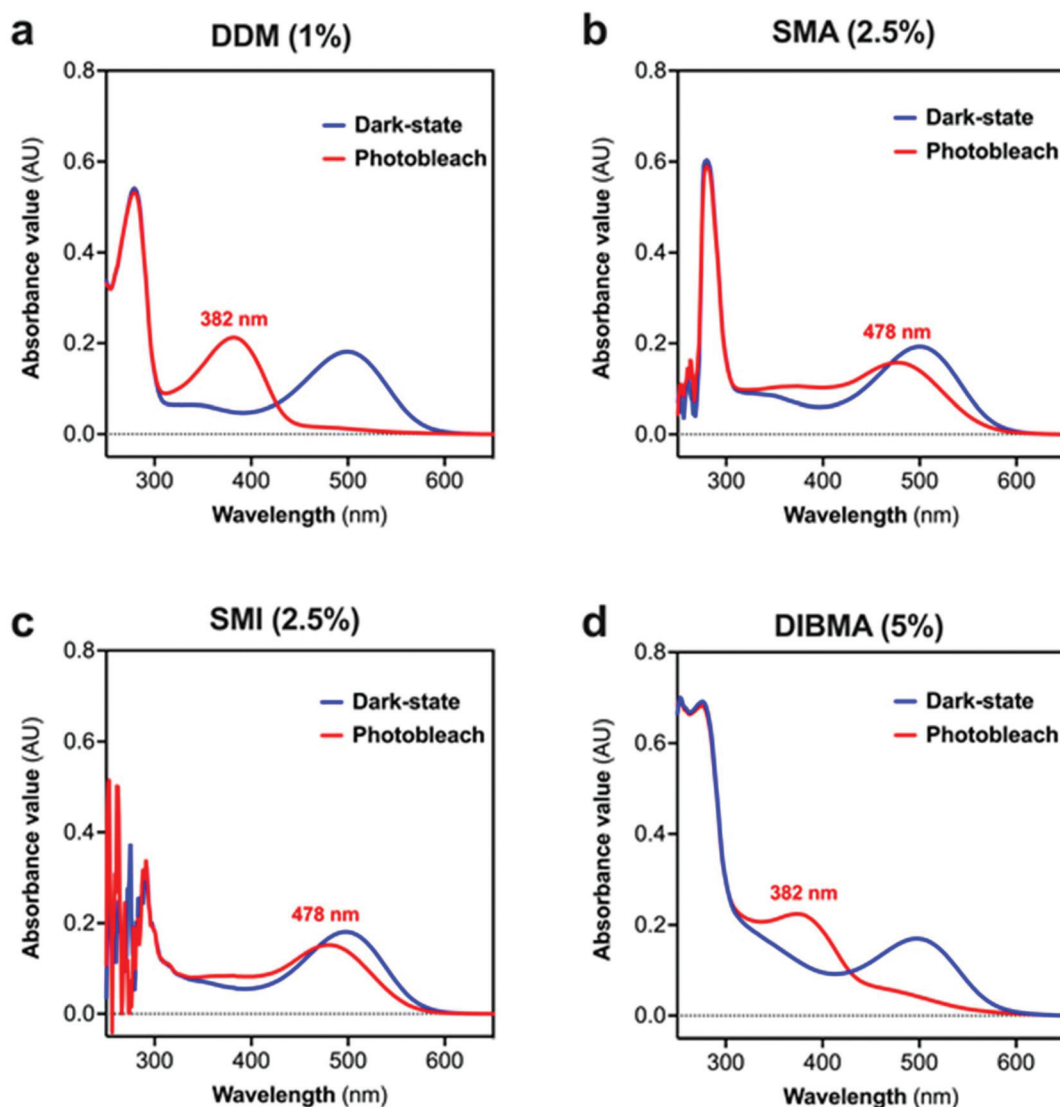 a
DDM (1%)
Absorbance value (AU)
0.8
0.6
0.4
0.2
0.0
Dark-state
Photobleach
382 nm
300
400
500
600
Wavelength (nm)
b
SMA (2.5%)
Absorbance value (AU)
0.8
0.6
0.4
0.2
0.0
Dark-state
Photobleach
478 nm
300
400
500
600
Wavelength (nm)
c
SMI (2.5%)
Absorbance value (AU)
0.8
0.6
0.4
0.2
0.0
Dark-state
Photobleach
478 nm
300
400
500
600
Wavelength (nm)
d
DIBMA (5%)
Absorbance value (AU)
0.8
0.6
0.4
0.2
0.0
Dark-state
Photobleach
382 nm
300
400
500
600
Wavelength (nm)